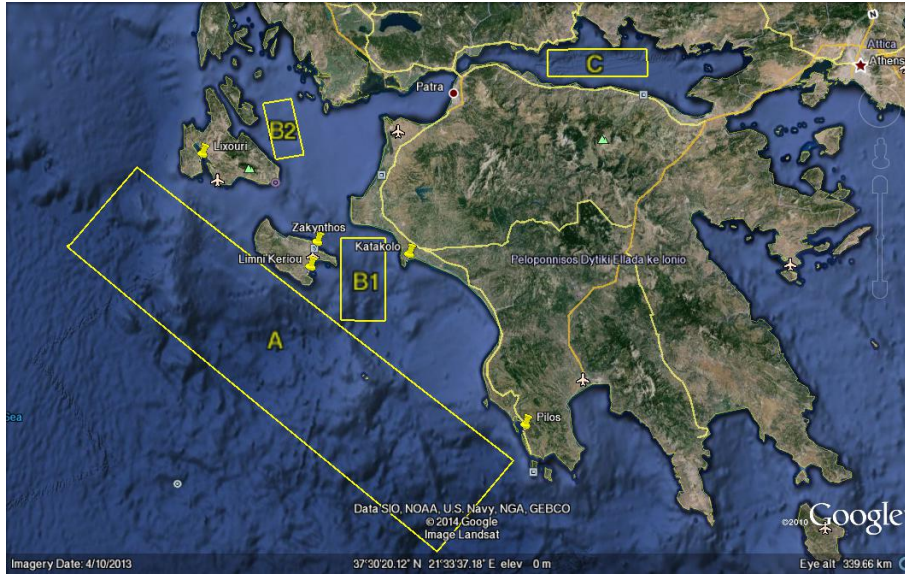 N
Attica
Athens
C
Patra
B2
Lixouri
Zakynthos
Limni Keriou
Katakolo
B1
Peloponnisos Dytiki Ellada ke Ionio
A
Sea
Pilos
Data SIO, NOAA, U.S. Navy, NGA, GEBCO
© 2014 Google
Image Landsat
©2010 Google
Imagery Date: 4/10/2013
37°30'20.12" N 21°33'37.18" E elev 0 m
Eye alt 339.66 km